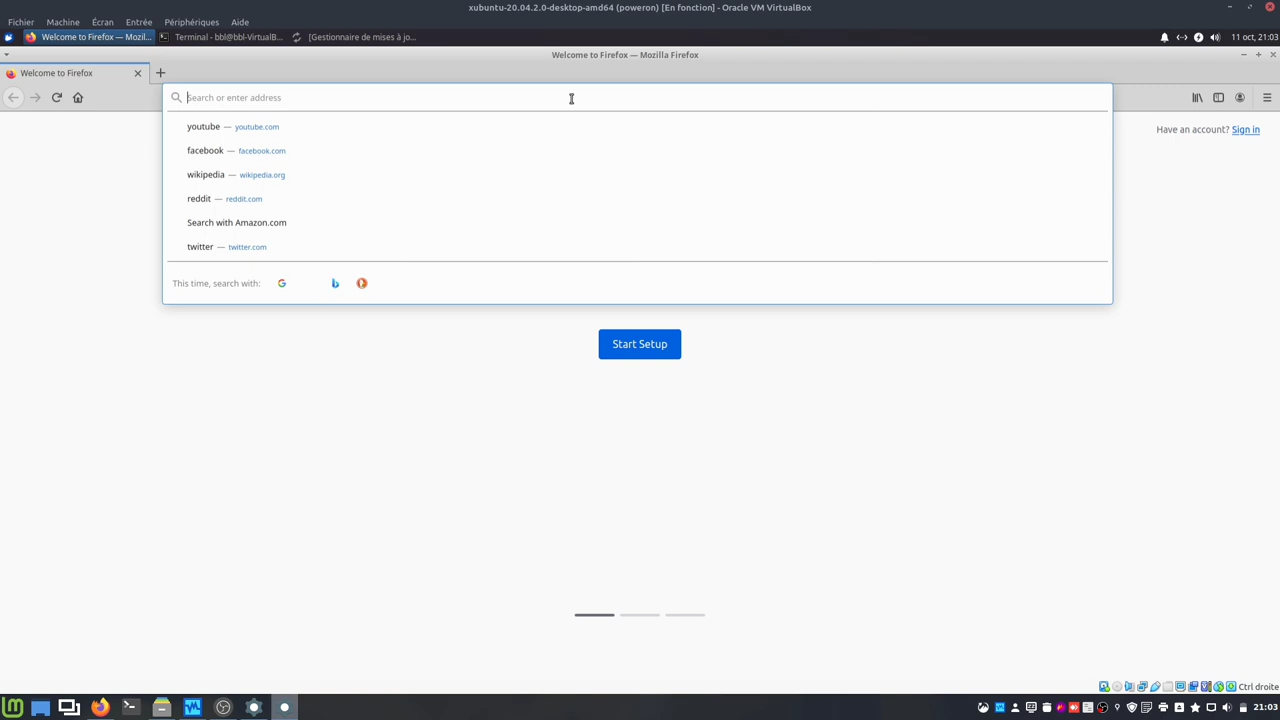 xubuntu-20.04.2.0-desktop-amd64 (poweron) [En fonction] - Oracle VM VirtualBox
Fichier Machine Écran Entrée Périphériques Aide
Welcome to Firefox — Mozil... Terminal - bbl@bbl-VirtualB... [Gestionnaire de mises à jo... 11 oct, 21:03
Welcome to Firefox — Mozilla Firefox
Welcome to Firefox
Search or enter address
youtube — youtube.com
Have an account? Sign in
facebook — facebook.com
wikipedia — wikipedia.org
reddit — reddit.com
Search with Amazon.com
twitter — twitter.com
This time, search with:
Start Setup
Ctrl droite
21:03